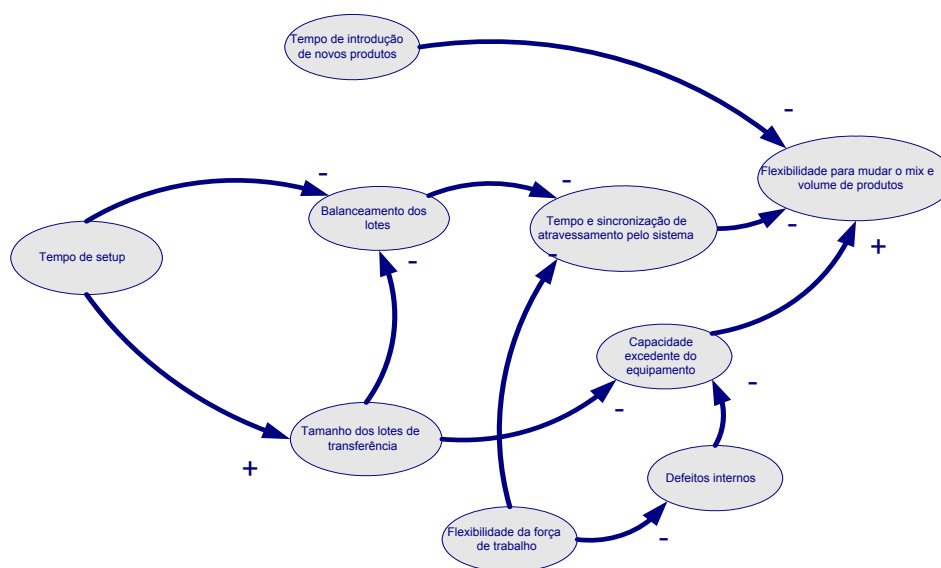 Tempo de introdução
de novos produtos
-
Flexibilidade para mudar o mix e
volume de produtos
-
-
Balanceamento dos
lotes
Tempo e sincronização de
atravessamento pelo sistema
-
+
Tempo de setup
-
-
Capacidade
excedente do
equipamento
-
-
Tamanho dos lotes de
transferência
+
Defeitos internos
Flexibilidade da força
de trabalho
-